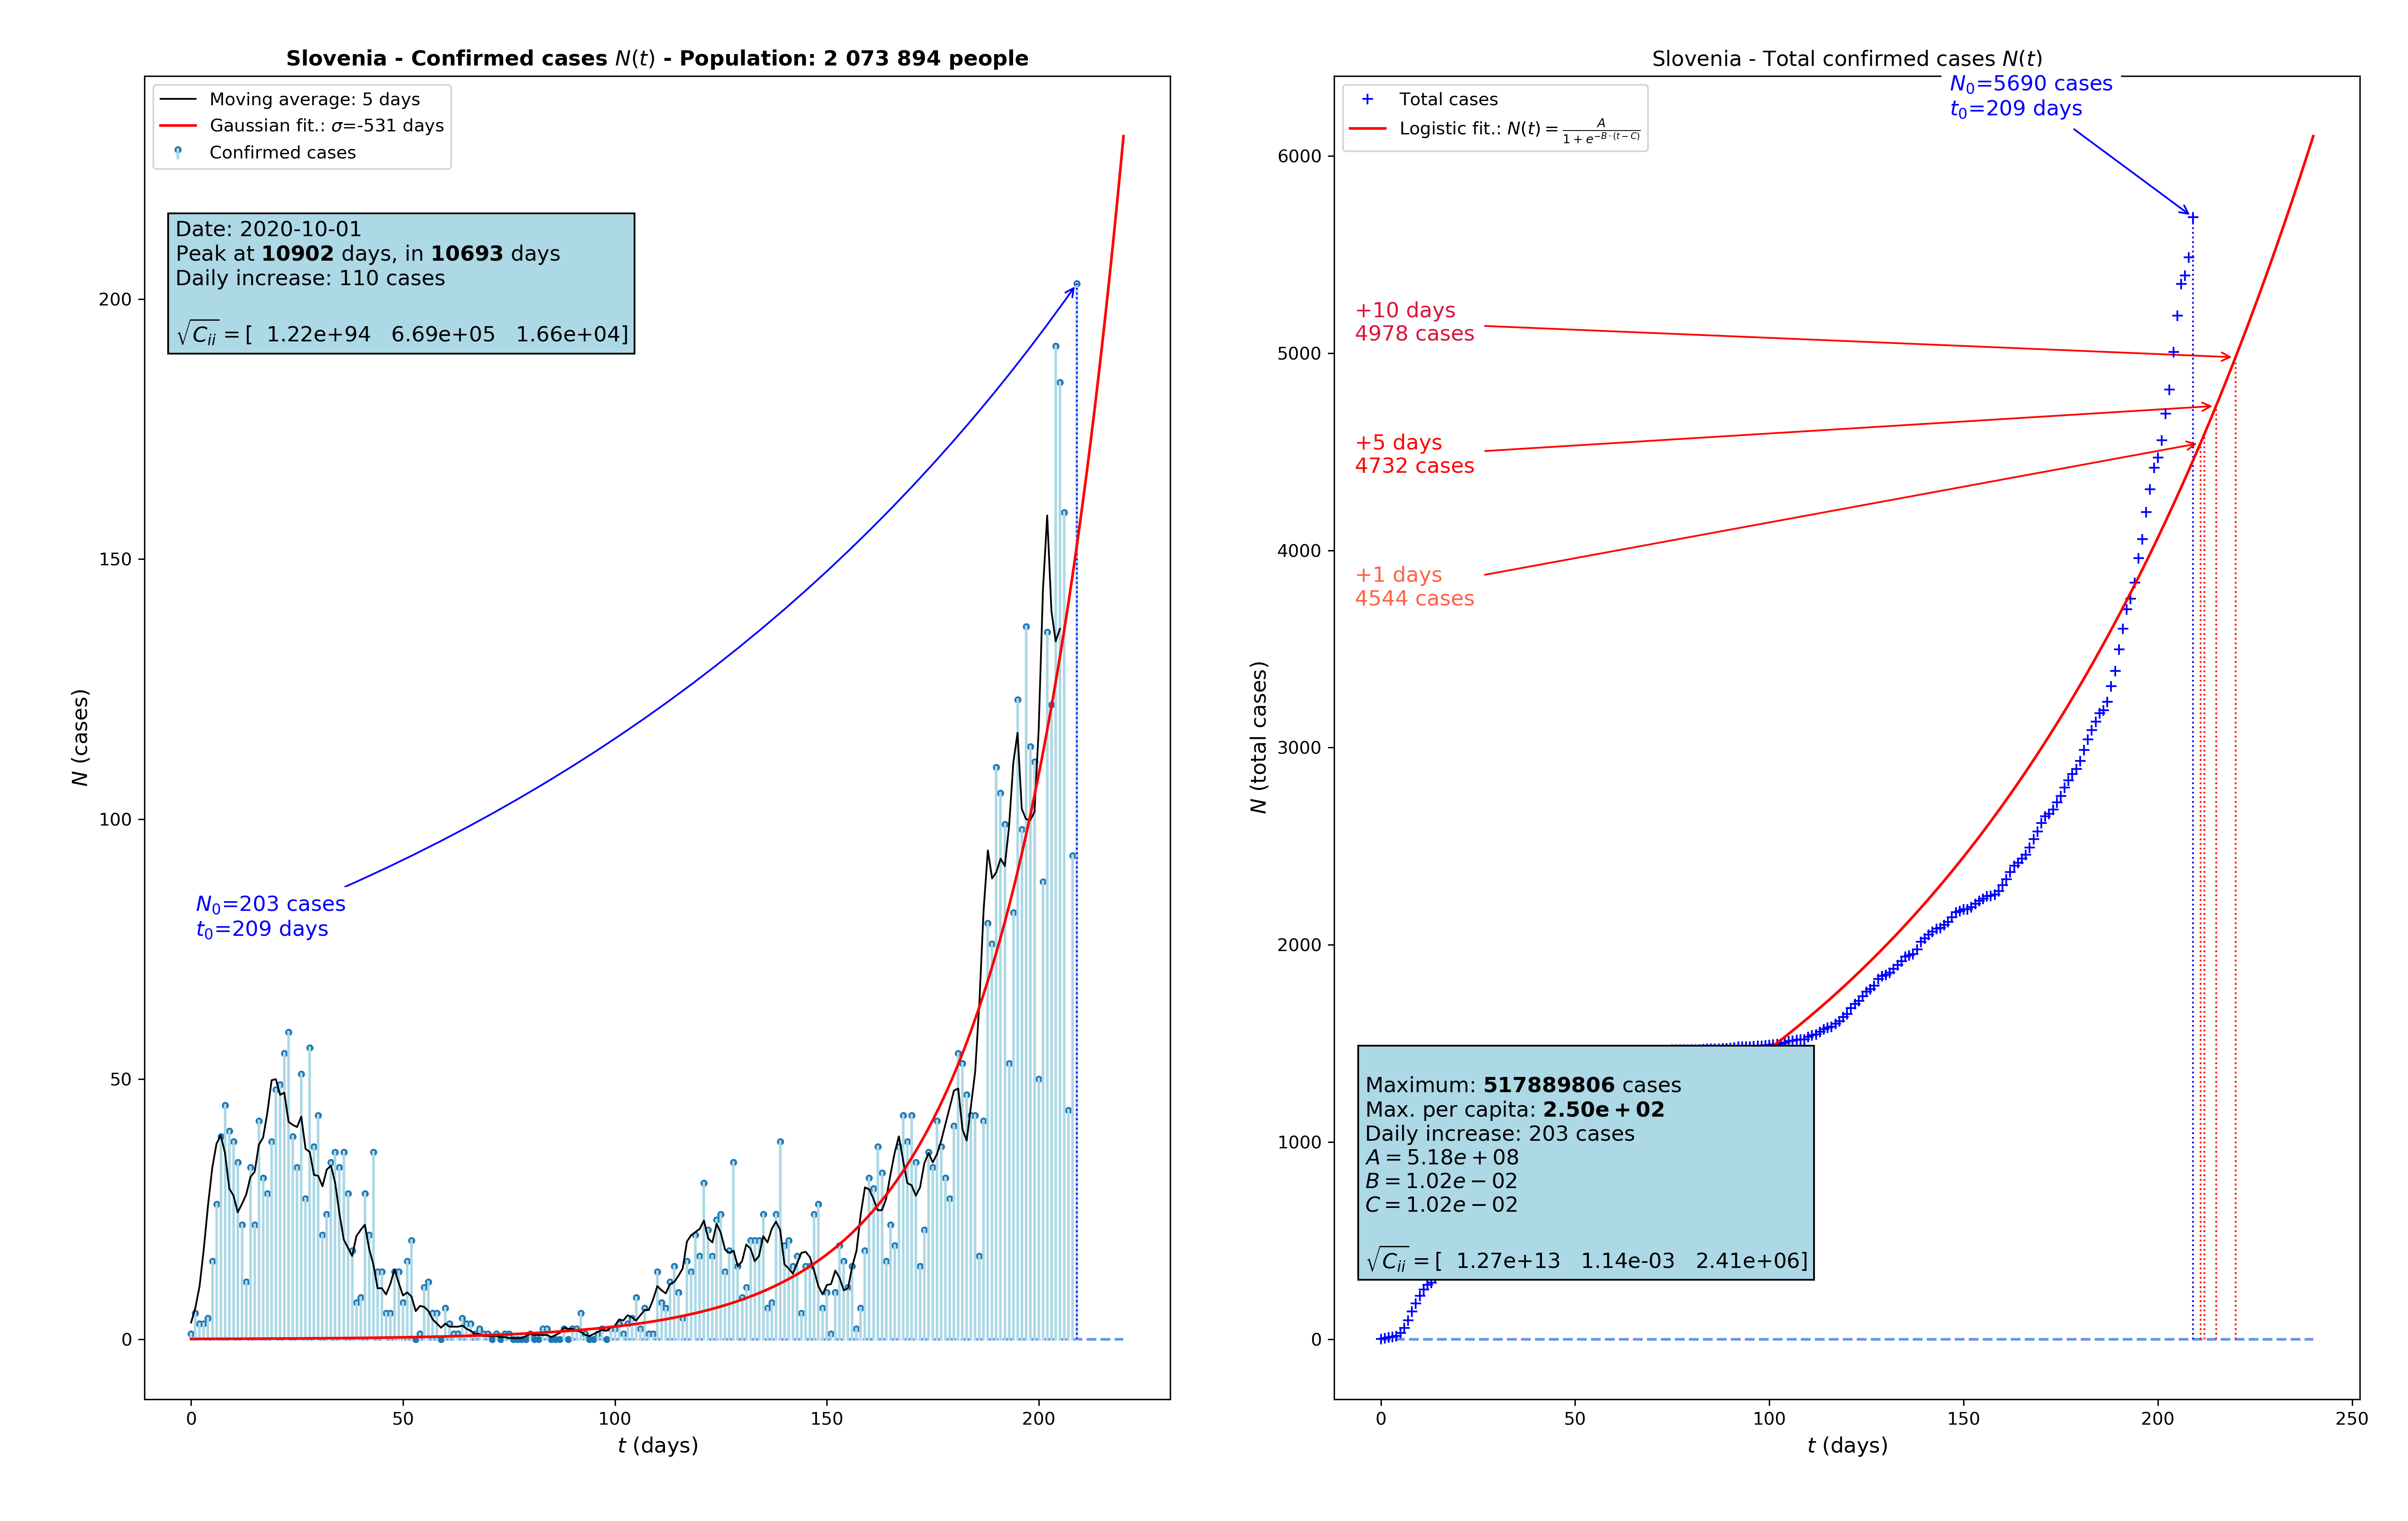 Slovenia - Confirmed cases N(t) - Population: 2 073 894 people
Moving average: 5 days
Gaussian fit.: σ=-531 days
Confirmed cases
Date: 2020-10-01
Peak at 10902 days, in 10693 days
Daily increase: 110 cases
√Cii = [ 1.22e+94 6.69e+05 1.66e+04]
N0=203 cases
t0=209 days
N (cases)
200
150
100
50
0
0 50 100 150 200
t (days)
Slovenia - Total confirmed cases N(t)
N0=5690 cases
t0=209 days
Total cases
Logistic fit.: N(t) = A / 1 + e^−B·(t−C)
+10 days
4978 cases
+5 days
4732 cases
+1 days
4544 cases
Maximum: 517889806 cases
Max. per capita: 2.50e + 02
Daily increase: 203 cases
A = 5.18e + 08
B = 1.02e − 02
C = 1.02e − 02
√Cii = [ 1.27e+13 1.14e-03 2.41e+06]
N (total cases)
6000
5000
4000
3000
2000
1000
0
0 50 100 150 200 250
t (days)